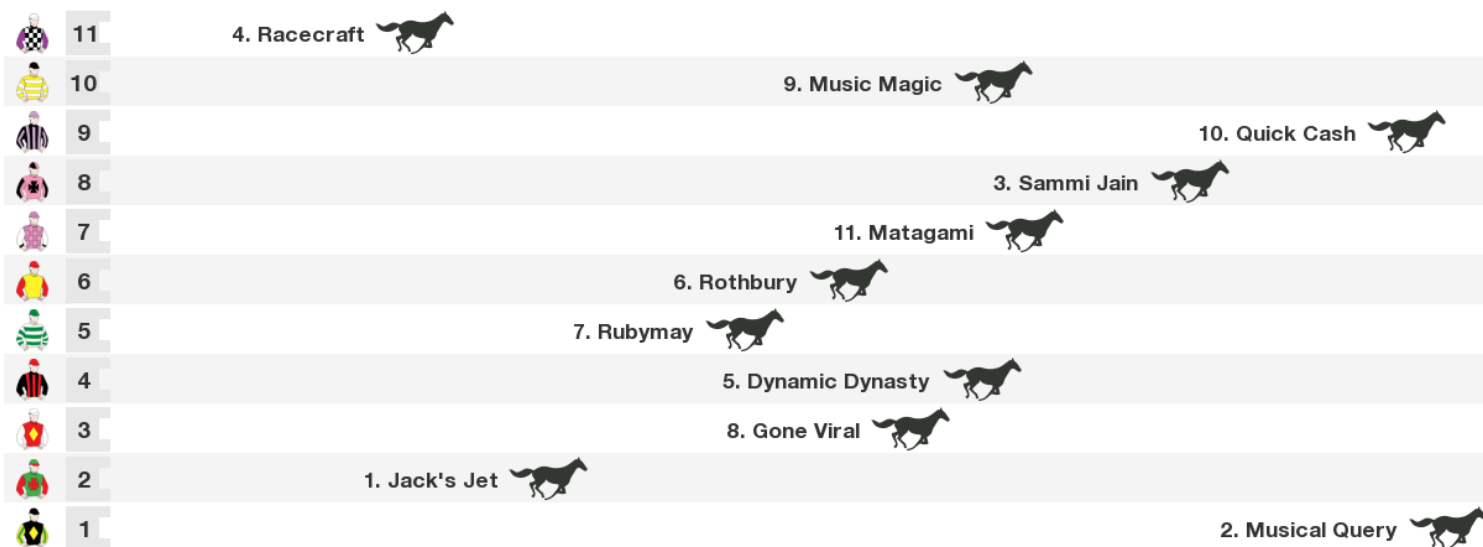 11 4. Racecraft
10 9. Music Magic
9 10. Quick Cash
8 3. Sammi Jain
7 11. Matagami
6 6. Rothbury
5 7. Rubymay
4 5. Dynamic Dynasty
3 8. Gone Viral
2 1. Jack's Jet
1 2. Musical Query